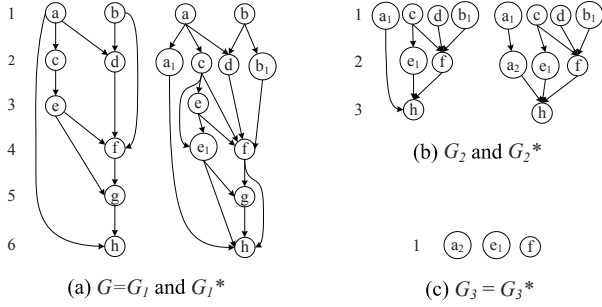 1 a b a b
2 c d a₁ c d b₁
3 e e
4 f e₁ f
5 g g
6 h h
(a) G=G₁ and G₁*
1 a₁ c d b₁ a₁ c d b₁
2 e₁ f a₂ e₁ f
3 h h
(b) G₂ and G₂*
1 a₂ e₁ f
(c) G₃ = G₃*